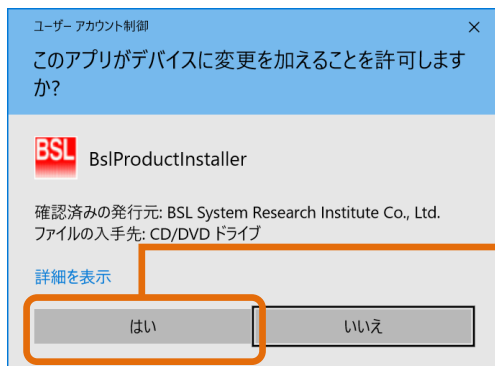 ユーザー アカウント制御
このアプリがデバイスに変更を加えることを許可します
か?
BSL BslProductInstaller
確認済みの発行元: BSL System Research Institute Co., Ltd.
ファイルの入手先: CD/DVD ドライブ
詳細を表示
はい いいえ